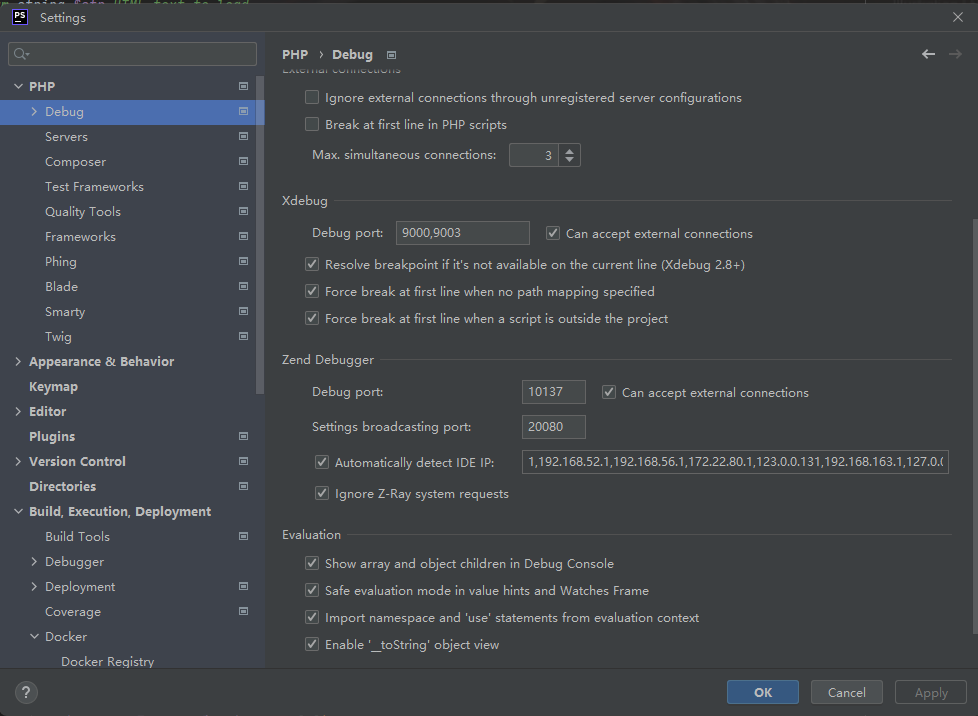 string $etp HTML text to load
PS
Settings
PHP
Debug
Servers
Composer
Test Frameworks
Quality Tools
Frameworks
Phing
Blade
Smarty
Twig
Appearance & Behavior
Keymap
Editor
Plugins
Version Control
Directories
Build, Execution, Deployment
Build Tools
Debugger
Deployment
Coverage
Docker
Docker Registry
PHP › Debug
External connections
Ignore external connections through unregistered server configurations
Break at first line in PHP scripts
Max. simultaneous connections: 3
Xdebug
Debug port: 9000,9003 Can accept external connections
Resolve breakpoint if it's not available on the current line (Xdebug 2.8+)
Force break at first line when no path mapping specified
Force break at first line when a script is outside the project
Zend Debugger
Debug port: 10137 Can accept external connections
Settings broadcasting port: 20080
Automatically detect IDE IP: 1,192.168.52.1,192.168.56.1,172.22.80.1,123.0.0.131,192.168.163.1,127.0.(
Ignore Z-Ray system requests
Evaluation
Show array and object children in Debug Console
Safe evaluation mode in value hints and Watches Frame
Import namespace and 'use' statements from evaluation context
Enable '__toString' object view
?
OK Cancel Apply